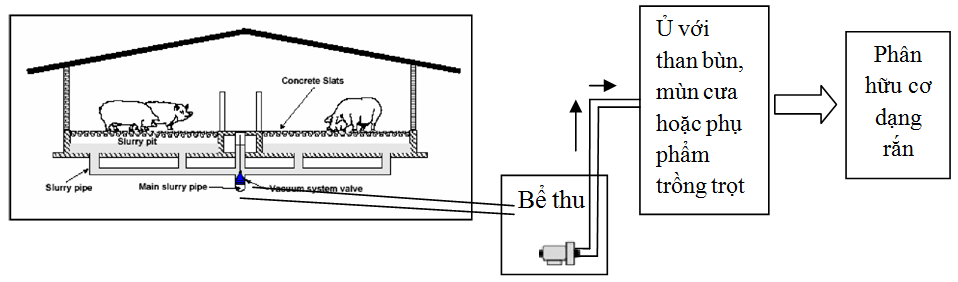 Concrete Slats
Slurry pit
Slurry pipe
Main slurry pipe
Vacuum system valve
Bể thu
Ủ với
than bùn,
mùn cưa
hoặc phụ
phẩm
trồng trọt
Phân
hữu cơ
dạng
rắn